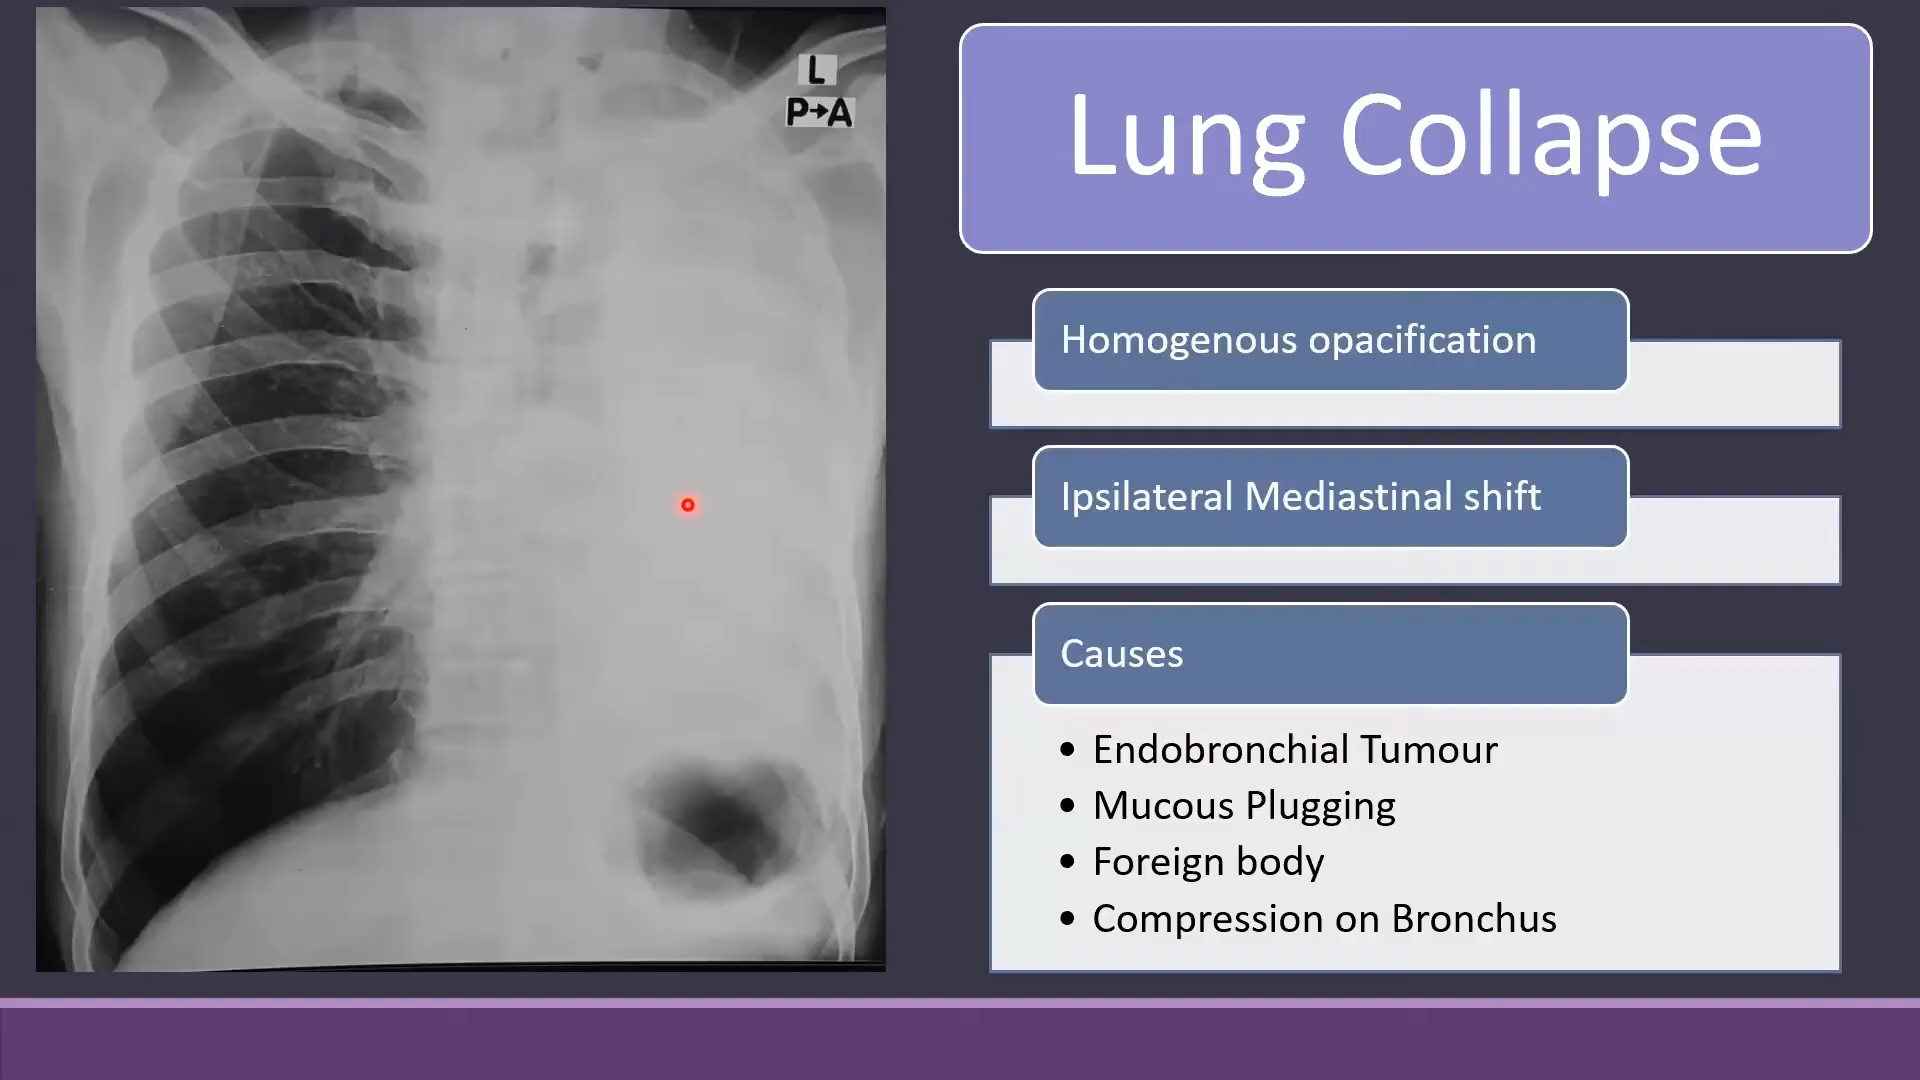 L
P→A
Lung Collapse
Homogenous opacification
Ipsilateral Mediastinal shift
Causes
• Endobronchial Tumour
• Mucous Plugging
• Foreign body
• Compression on Bronchus